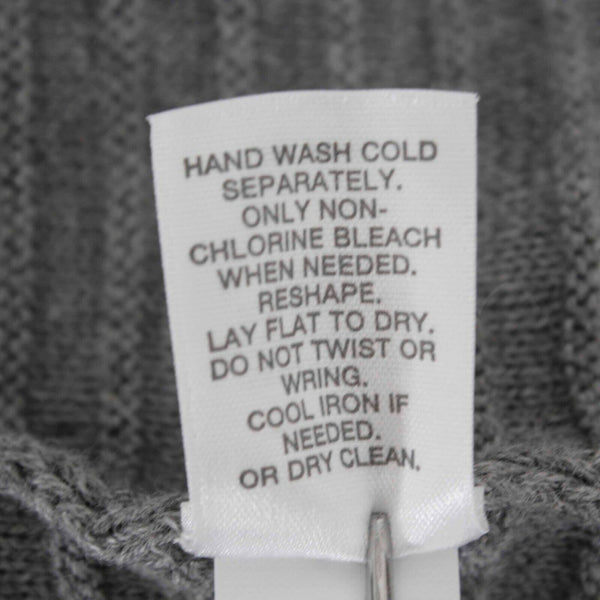 HAND WASH COLD
SEPARATELY.
ONLY NON-
CHLORINE BLEACH
WHEN NEEDED.
RESHAPE.
LAY FLAT TO DRY.
DO NOT TWIST OR
WRING.
COOL IRON IF
NEEDED.
OR DRY CLEAN.